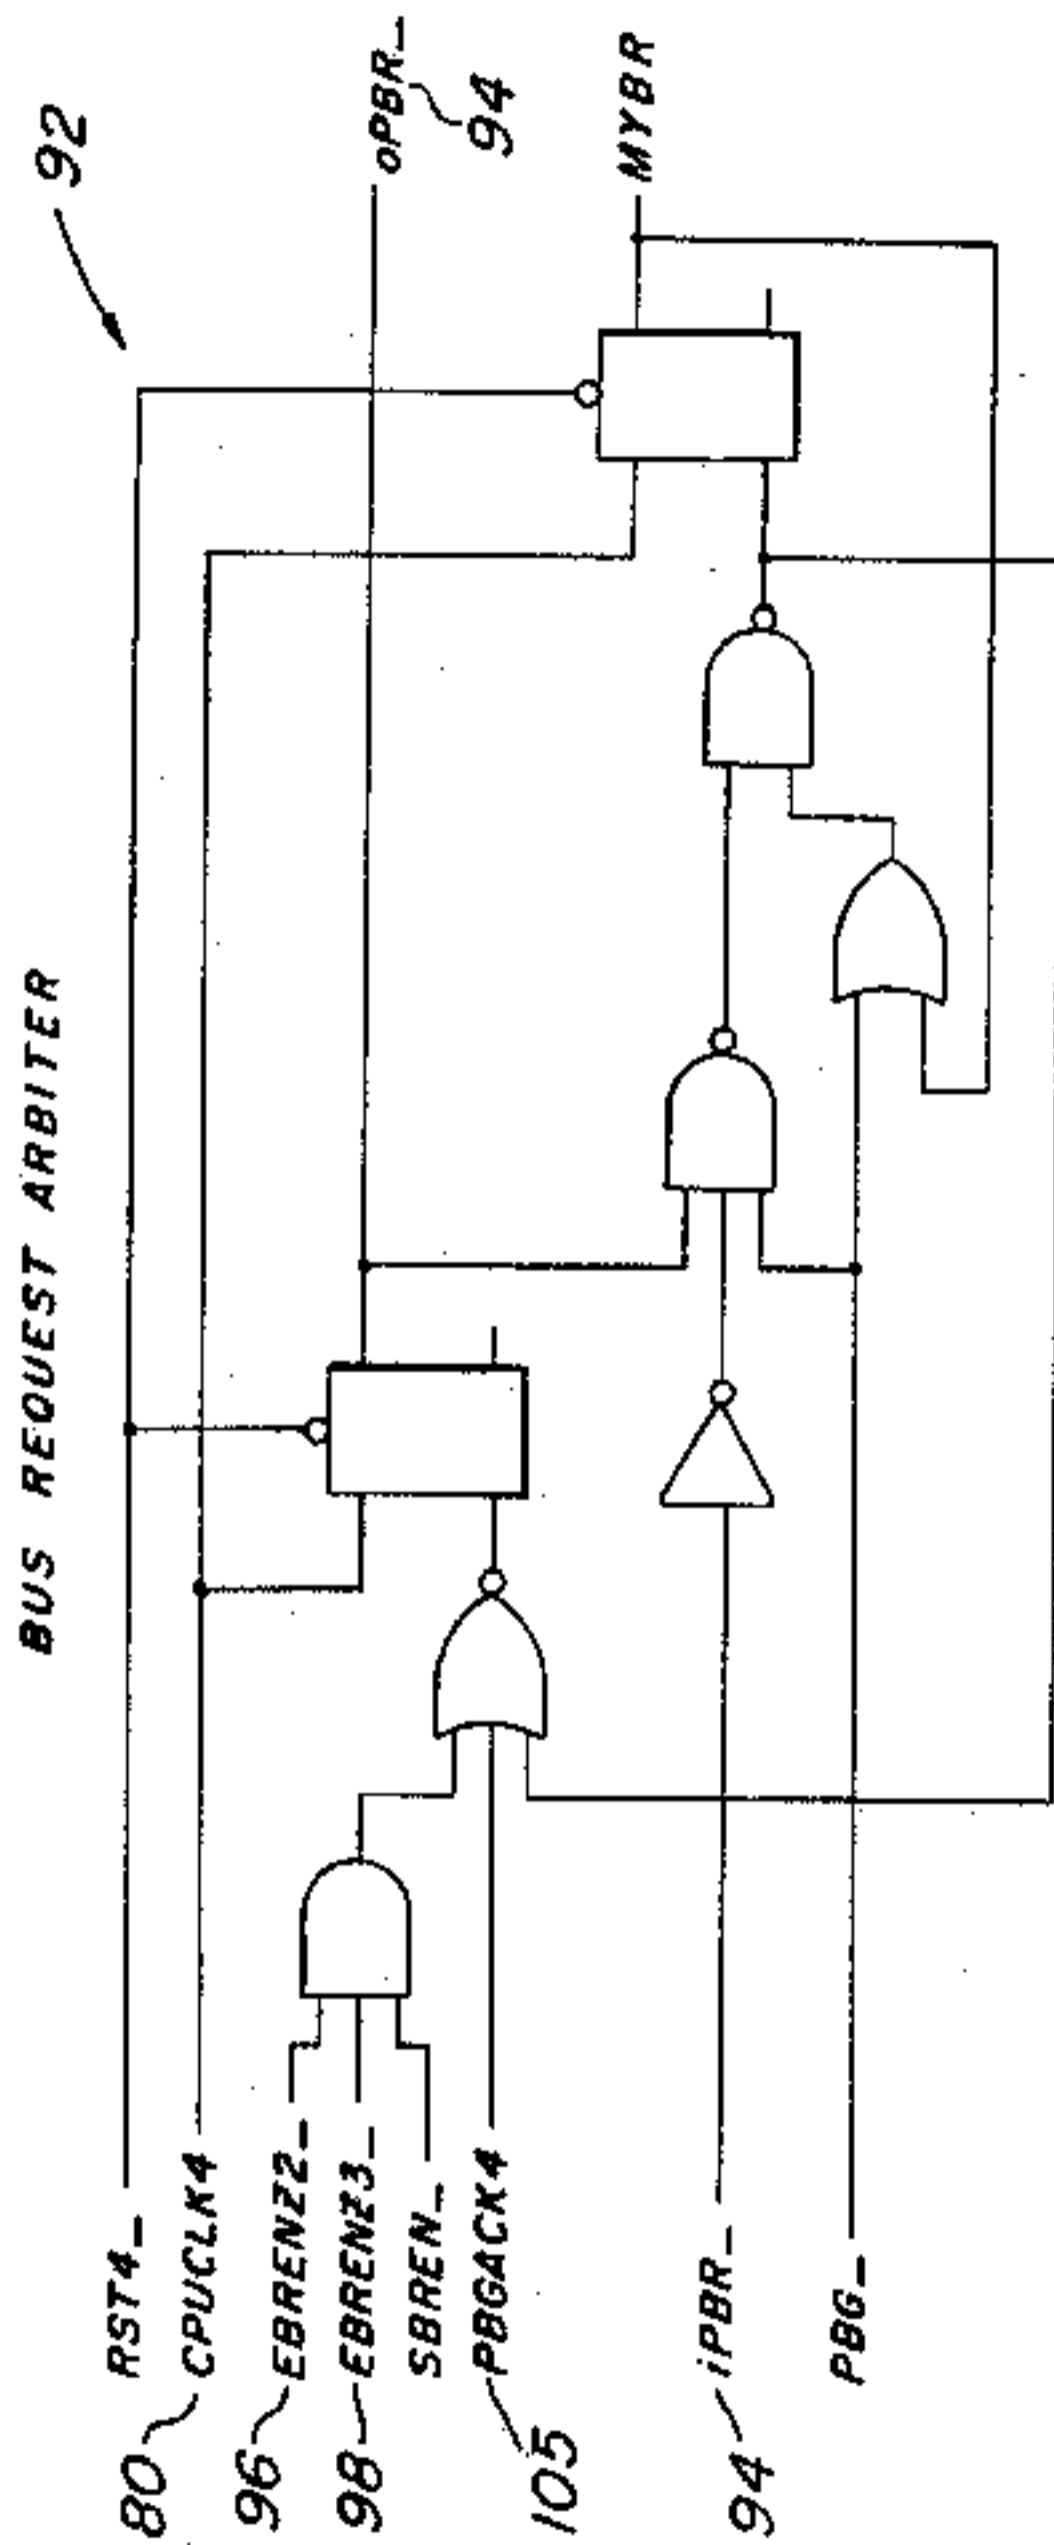 BUS REQUEST ARBITER
92
RST4_
80 CPUCLK4
96 EBRENZ2_
98 EBRENZ3_
SBREN_
105 PBGACK4
94 iPBR_
PBG_
oPBR_
94
MYBR